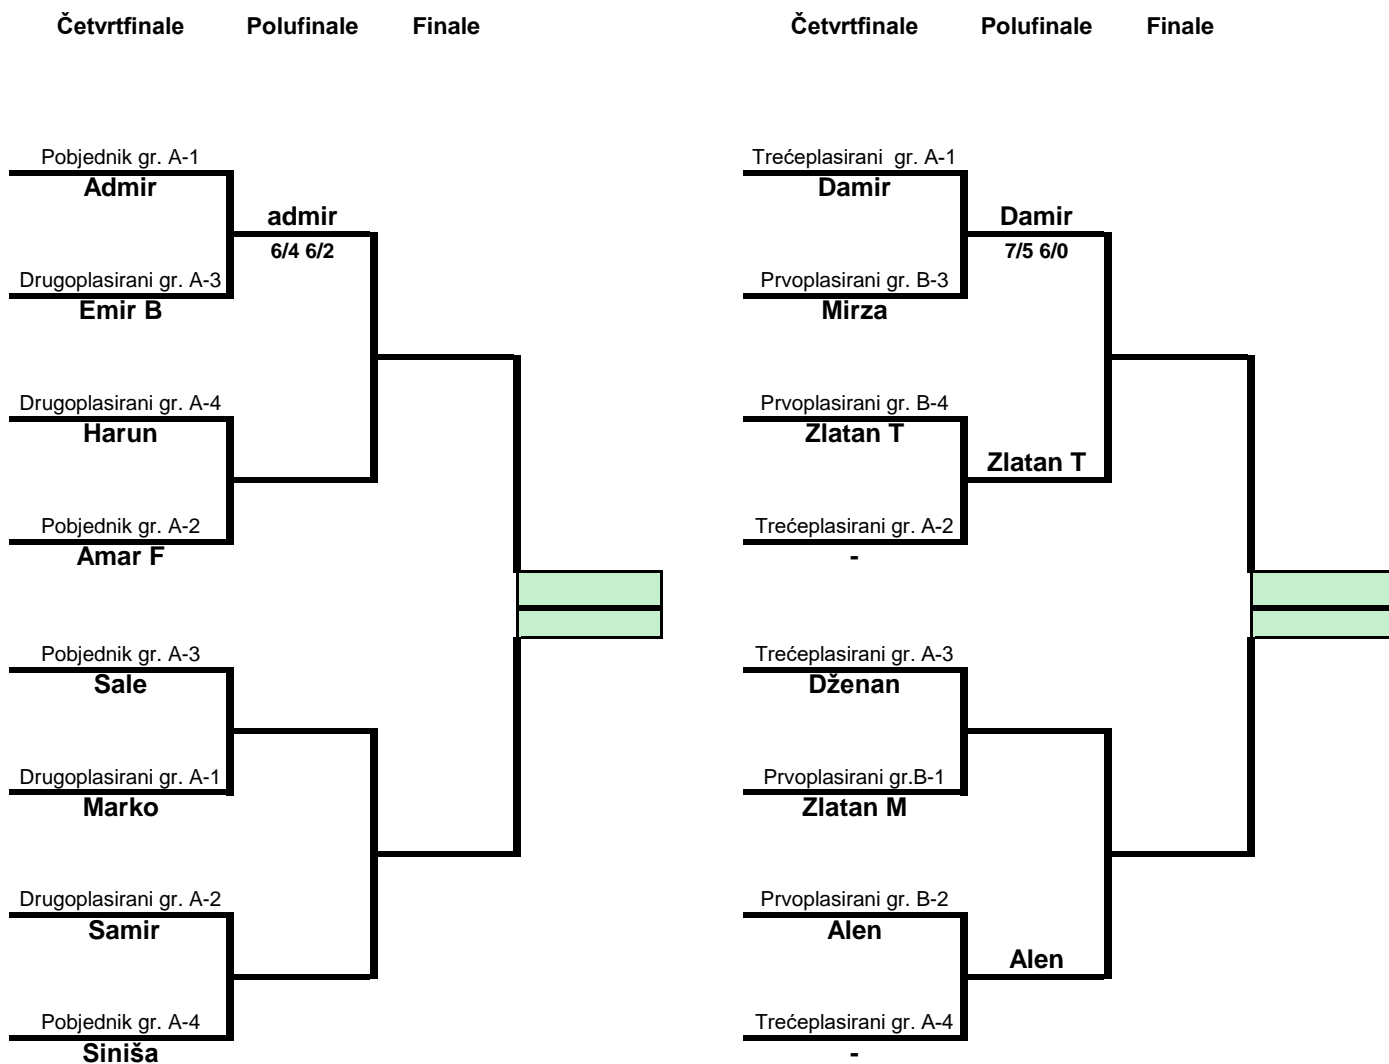 Četvrtfinale Polufinale Finale
Pobjednik gr. A-1
Admir
admir
6/4 6/2
Drugoplasirani gr. A-3
Emir B
Drugoplasirani gr. A-4
Harun
Pobjednik gr. A-2
Amar F
Pobjednik gr. A-3
Sale
Drugoplasirani gr. A-1
Marko
Drugoplasirani gr. A-2
Samir
Pobjednik gr. A-4
Siniša
Četvrtfinale Polufinale Finale
Trećeplasirani gr. A-1
Damir
Damir
7/5 6/0
Prvoplasirani gr. B-3
Mirza
Prvoplasirani gr. B-4
Zlatan T
Zlatan T
Trećeplasirani gr. A-2
-
Trećeplasirani gr. A-3
Dženan
Prvoplasirani gr.B-1
Zlatan M
Prvoplasirani gr. B-2
Alen
Alen
Trećeplasirani gr. A-4
-